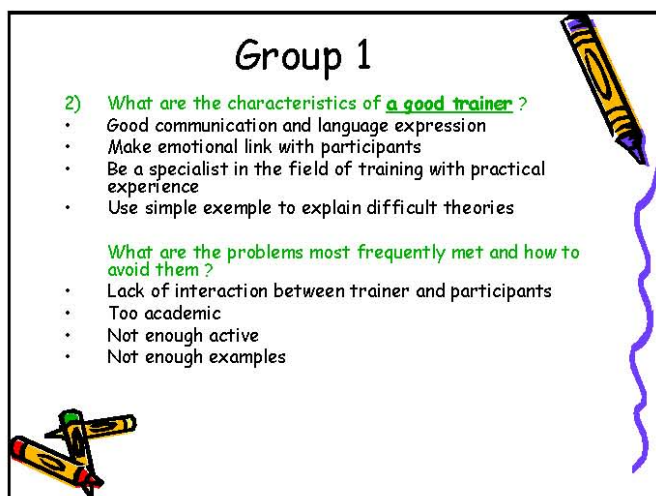 Group 1
2) What are the characteristics of a good trainer ?
• Good communication and language expression
• Make emotional link with participants
• Be a specialist in the field of training with practical
experience
• Use simple exemple to explain difficult theories
What are the problems most frequently met and how to
avoid them ?
• Lack of interaction between trainer and participants
• Too academic
• Not enough active
• Not enough examples